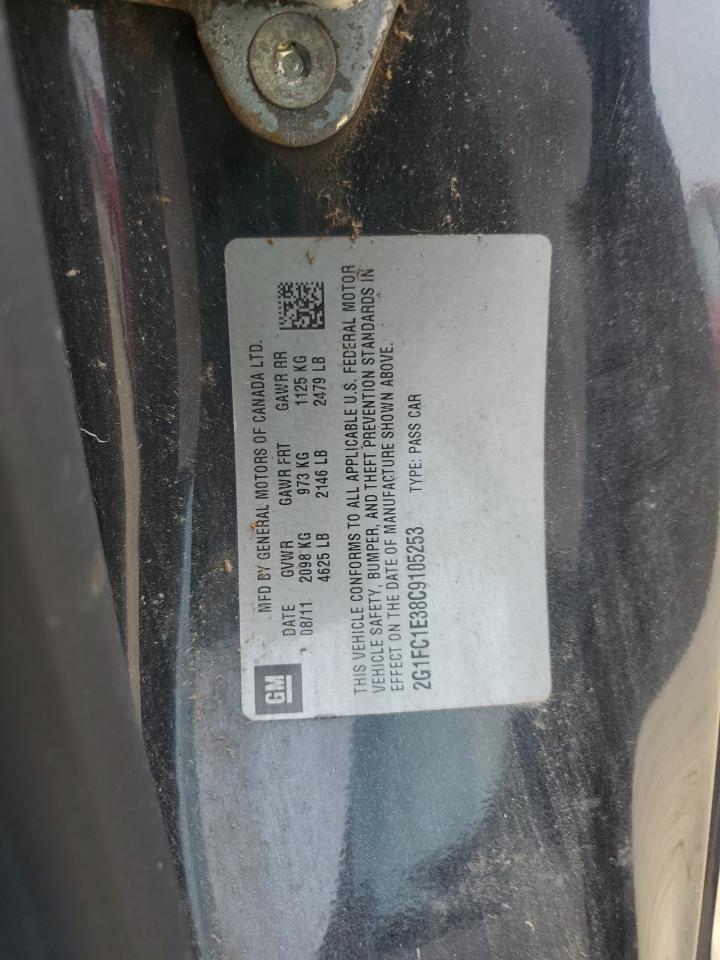 GM
MFD BY GENERAL MOTORS OF CANADA LTD.
DATE GVWR GAWR FRT GAWR RR
08/11 2098 KG 973 KG 1125 KG
4625 LB 2146 LB 2479 LB
THIS VEHICLE CONFORMS TO ALL APPLICABLE U.S. FEDERAL MOTOR
VEHICLE SAFETY, BUMPER, AND THEFT PREVENTION STANDARDS IN
EFFECT ON THE DATE OF MANUFACTURE SHOWN ABOVE.
2G1FC1E38C9105253 TYPE: PASS CAR